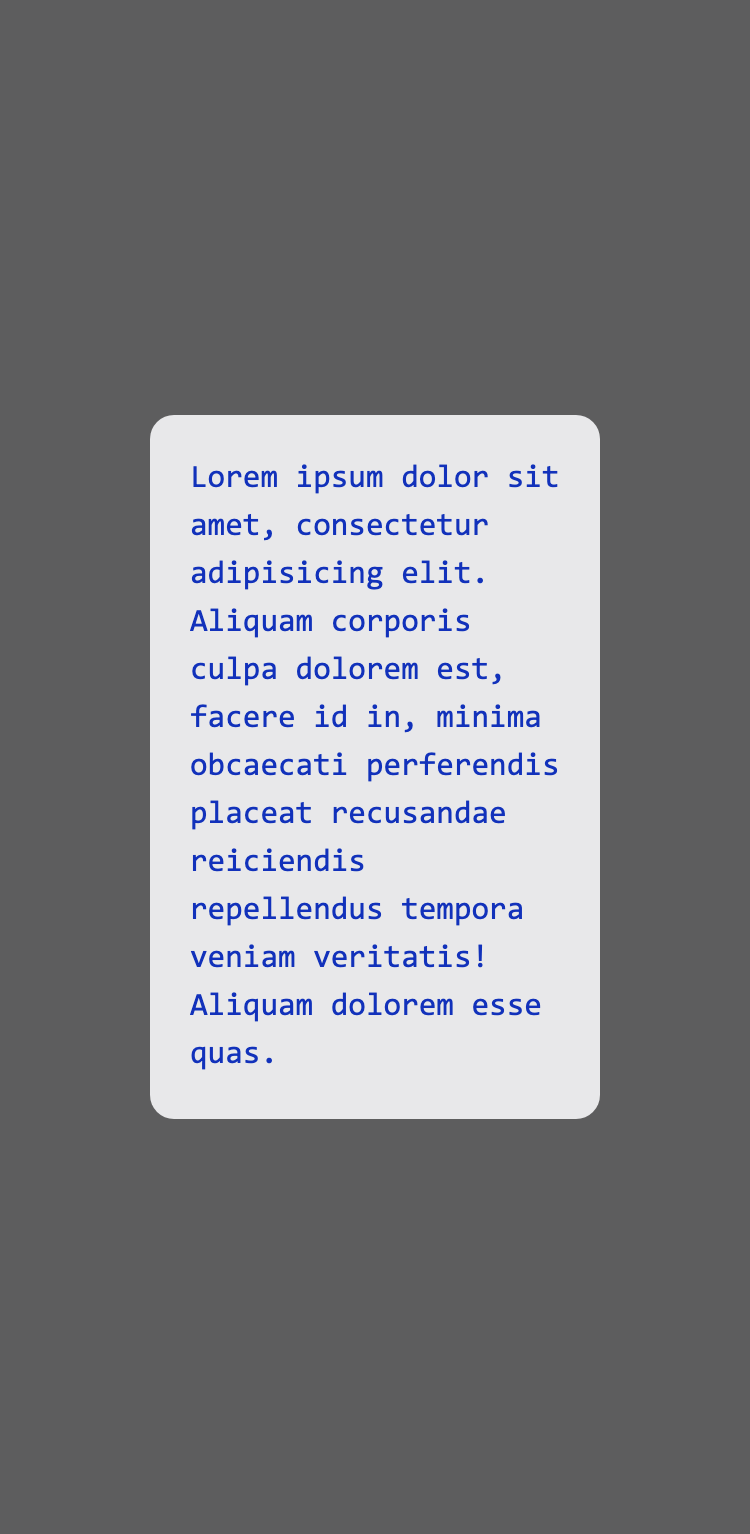 Lorem ipsum dolor sit
amet, consectetur
adipisicing elit.
Aliquam corporis
culpa dolorem est,
facere id in, minima
obcaecati perferendis
placeat recusandae
reiciendis
repellendus tempora
veniam veritatis!
Aliquam dolorem esse
quas.